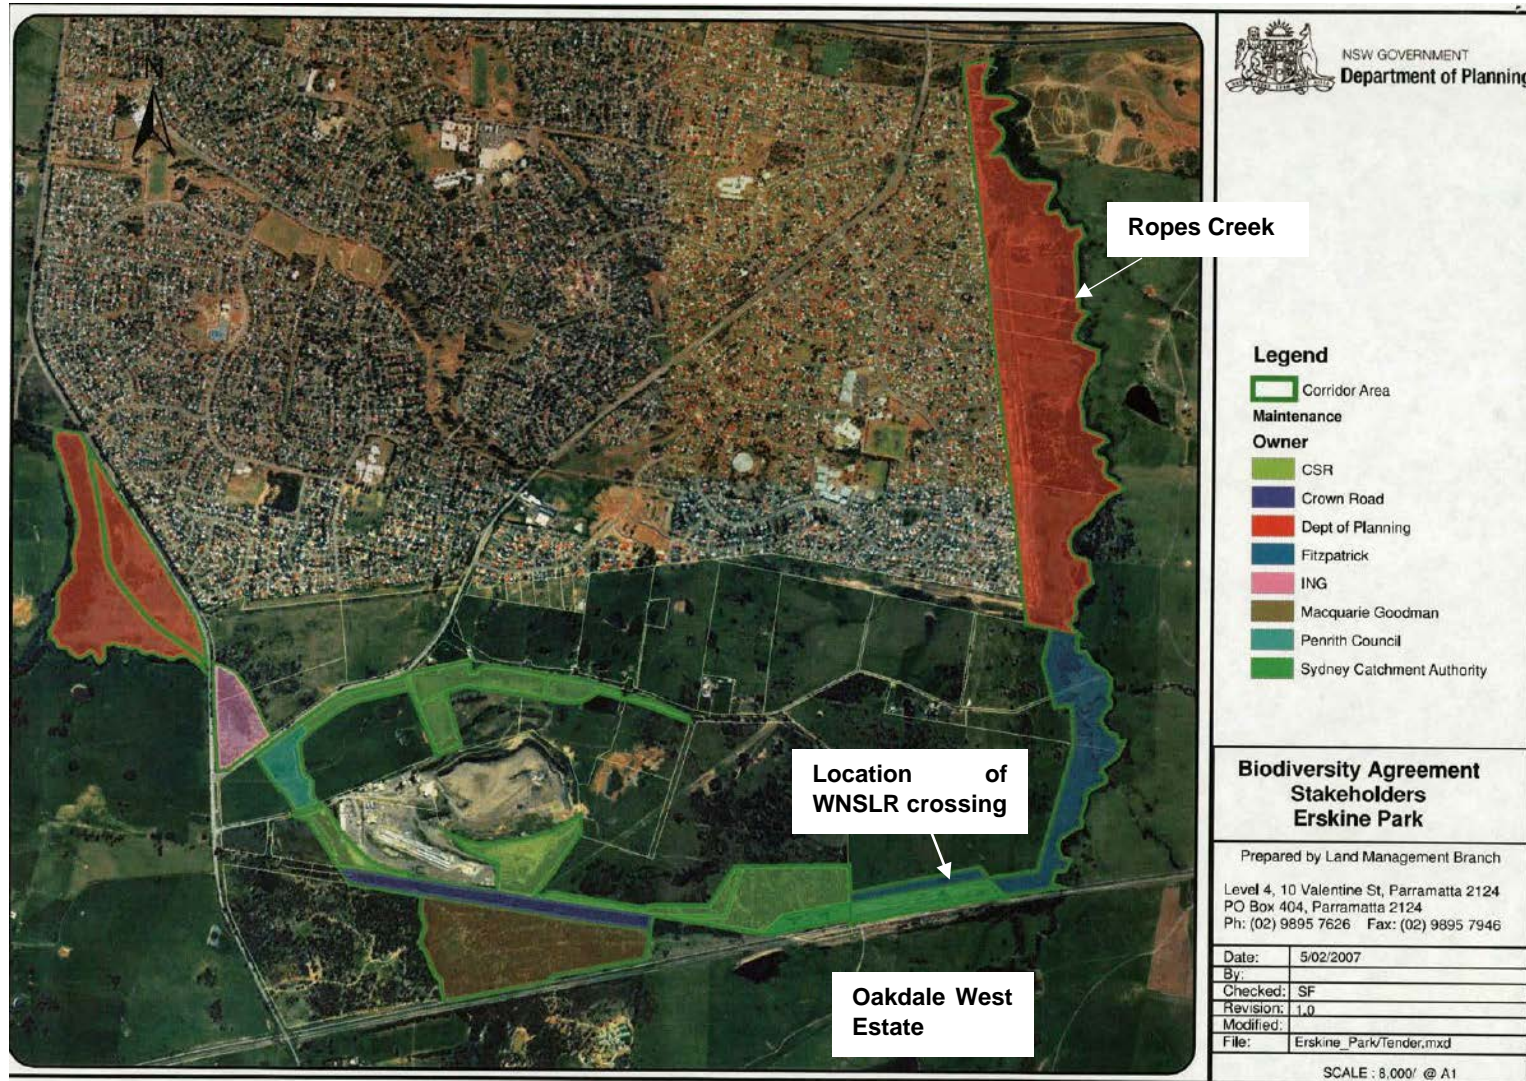 N
Ropes Creek
Location of
WNSLR crossing
Oakdale West
Estate
NSW GOVERNMENT
Department of Planning
Legend
Corridor Area
Maintenance
Owner
CSR
Crown Road
Dept of Planning
Fitzpatrick
ING
Macquarie Goodman
Penrith Council
Sydney Catchment Authority
Biodiversity Agreement
Stakeholders
Erskine Park
Prepared by Land Management Branch
Level 4, 10 Valentine St, Parramatta 2124
PO Box 404, Parramatta 2124
Ph: (02) 9895 7626 Fax: (02) 9895 7946
Date: 5/02/2007
By:
Checked: SF
Revision: 1.0
Modified:
File: Erskine_Park/Tender.mxd
SCALE : 8,000/ @ A1